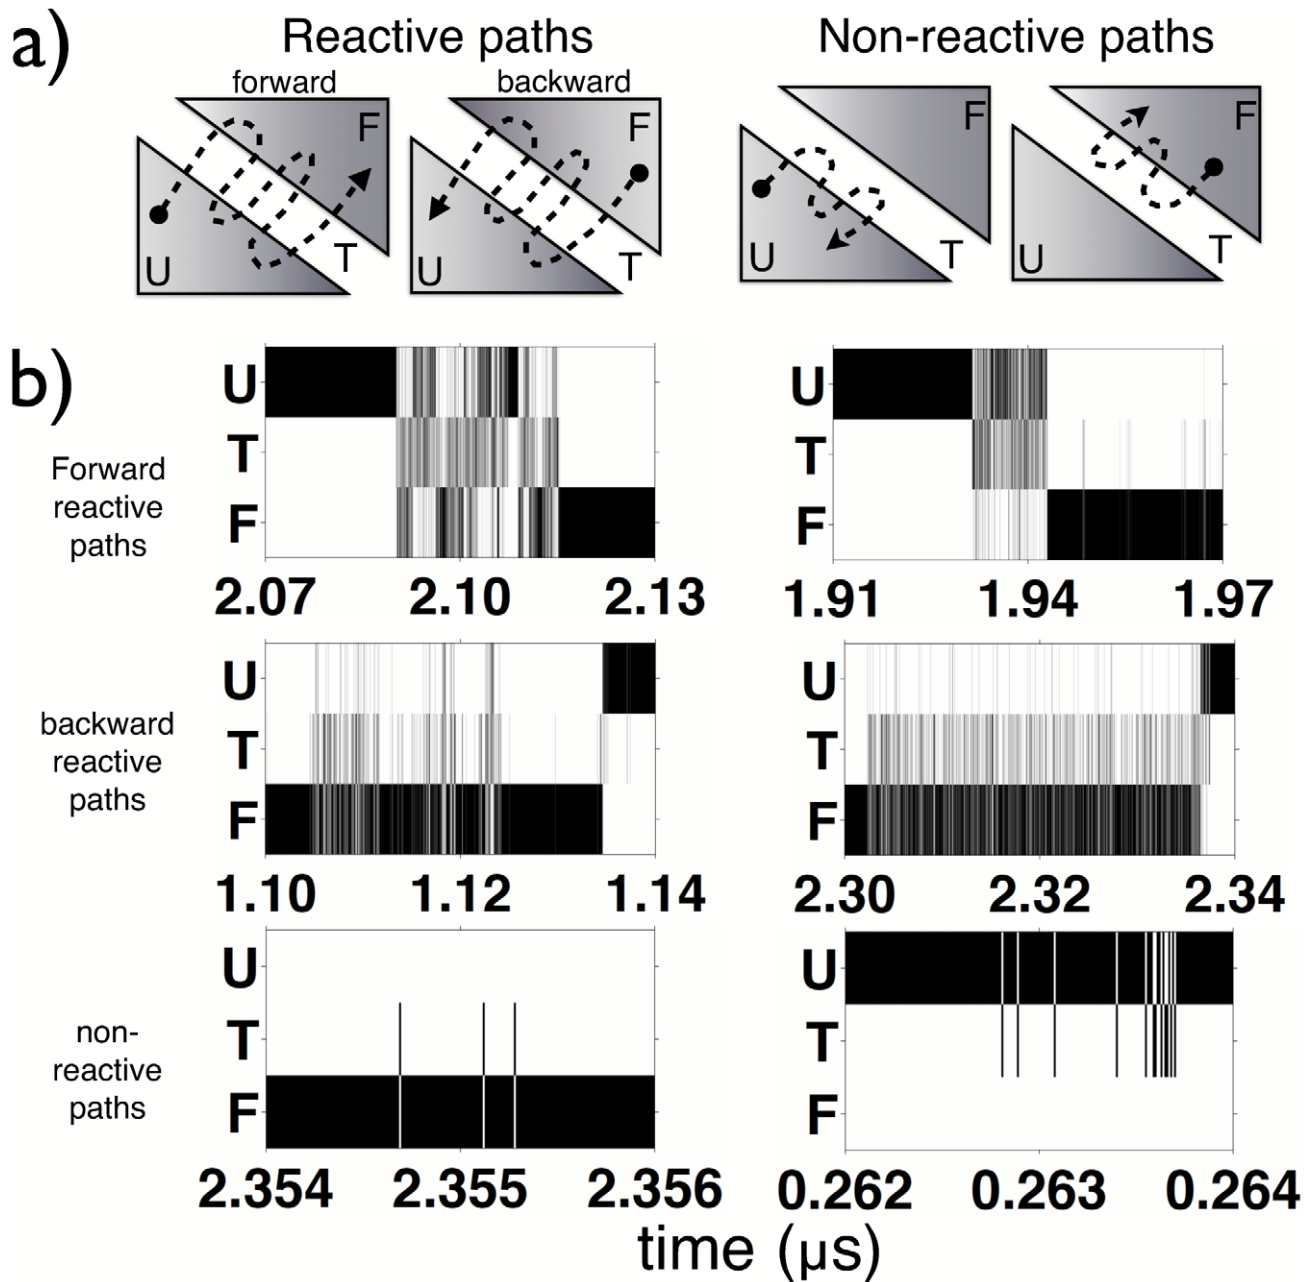 a)
Reactive paths
Non-reactive paths
forward
backward
F
T
U
F
T
U
F
T
U
F
T
U
b)
Forward
reactive
paths
U
T
F
2.07 2.10 2.13
U
T
F
1.91 1.94 1.97
backward
reactive
paths
U
T
F
1.10 1.12 1.14
U
T
F
2.30 2.32 2.34
non-
reactive
paths
U
T
F
2.354 2.355 2.356
U
T
F
0.262 0.263 0.264
time (μs)